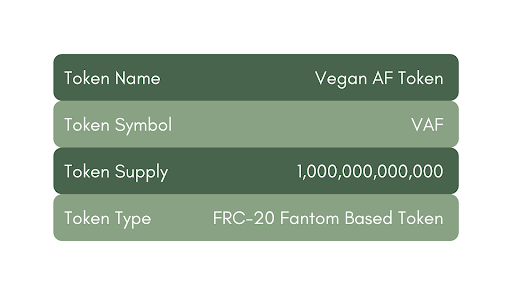 Token Name Vegan AF Token
Token Symbol VAF
Token Supply 1,000,000,000,000
Token Type FRC-20 Fantom Based Token